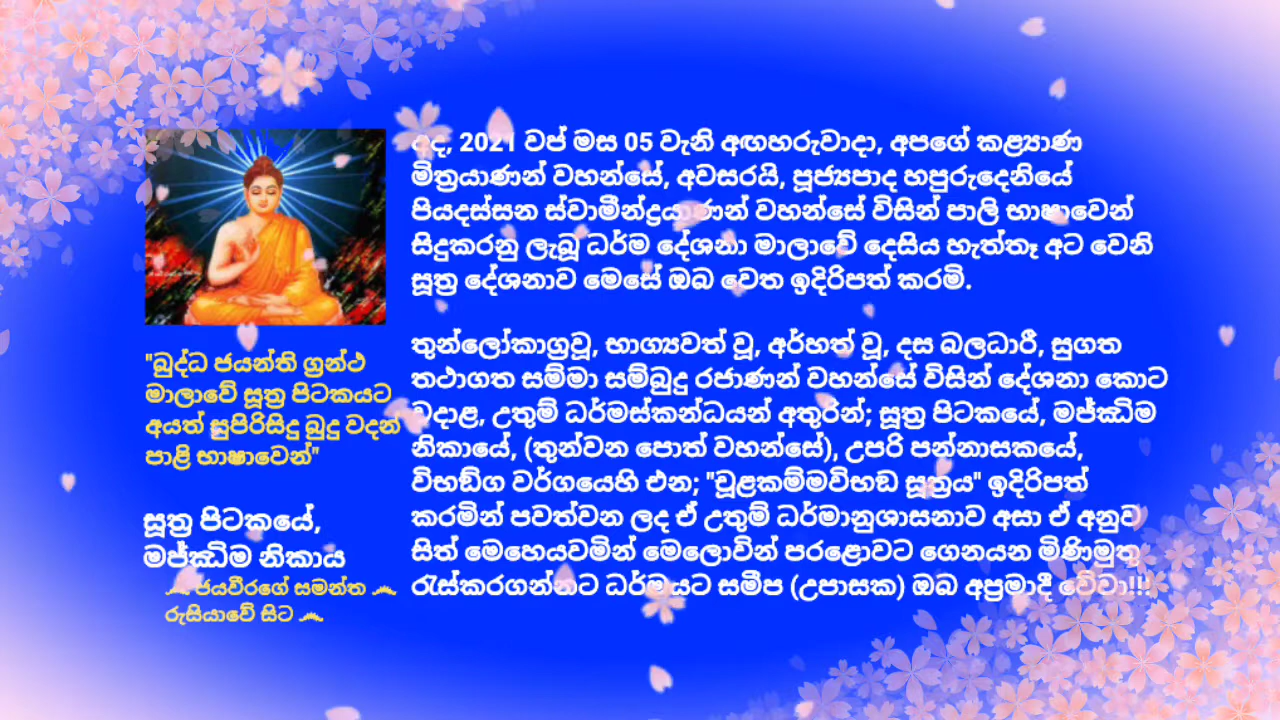 අද, 2021 වප් මස 05 වැනි අඟහරුවාදා, අපගේ කළ්‍යාණ
මිත්‍රයාණන් වහන්සේ, අවසරයි, පූජ්‍යපාද හපුරුදෙනියේ
පියදස්සන ස්වාමීන්ද්‍රයාණන් වහන්සේ විසින් පාලි භාෂාවෙන්
සිදුකරනු ලැබූ ධර්ම දේශනා මාලාවේ දෙසිය හැත්තෑ අට වෙනි
සූත්‍ර දේශනාව මෙසේ ඔබ වෙත ඉදිරිපත් කරමි.
තුන්ලෝකාග්‍රවූ, භාග්‍යවත් වූ, අර්හත් වූ, දස බලධාරී, සුගත
තථාගත සම්මා සම්බුදු රජාණන් වහන්සේ විසින් දේශනා කොට
වදාළ, උතුම් ධර්මස්කන්ධයන් අතුරින්; සූත්‍ර පිටකයේ, මජ්ඣිම
නිකායේ, (තුන්වන පොත් වහන්සේ), උපරි පන්නාසකයේ,
විභඞ්ග වර්ගයෙහි එන; "චූළකම්මවිභඞ සූත්‍රය" ඉදිරිපත්
කරමින් පවත්වන ලද ඒ උතුම් ධර්මානුශාසනාව අසා ඒ අනුව
සිත් මෙහෙයවමින් මෙලොවින් පරළොවට ගෙනයන මිණිමුතු
රැස්කරගන්නට ධර්මයට සමීප (උපාසක) ඔබ අප්‍රමාදී වේවා!!!
"බුද්ධ ජයන්ති ග්‍රන්ථ
මාලාවේ සූත්‍ර පිටකයට
අයත් සුපිරිසිදු බුදු වදන්
පාළි භාෂාවෙන්"
සූත්‍ර පිටකයේ,
මජ්ඣිම නිකාය
ජයවීරගේ සමන්ත
රුසියාවේ සිට